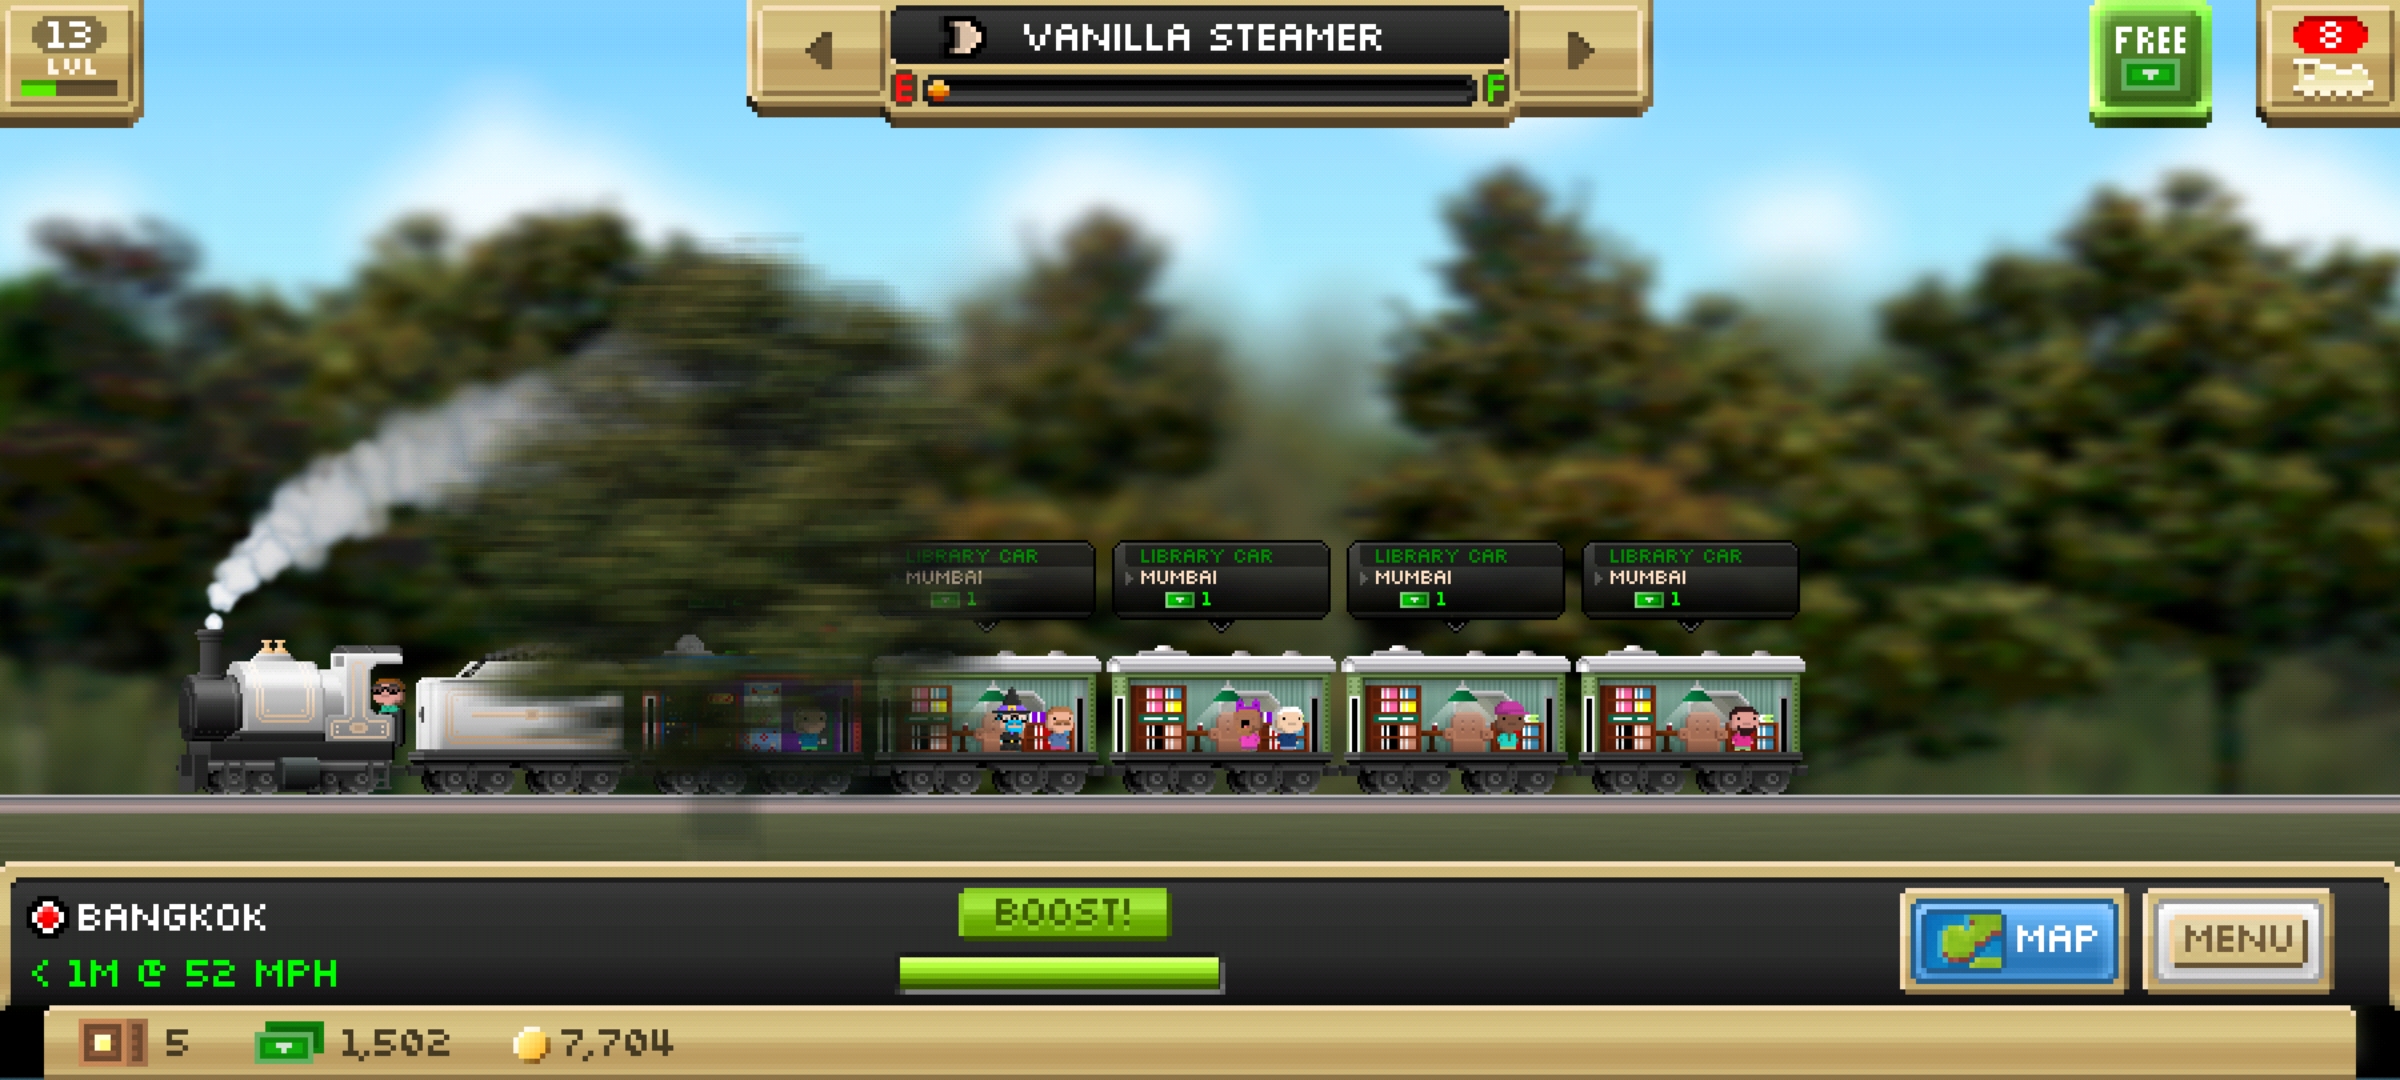 13
LVL
VANILLA STEAMER
E
F
FREE
8
LIBRARY CAR
MUMBAI
1
LIBRARY CAR
MUMBAI
1
LIBRARY CAR
MUMBAI
1
LIBRARY CAR
MUMBAI
1
BANGKOK
< 1M @ 52 MPH
BOOST!
MAP
MENU
5
1,502
7,704